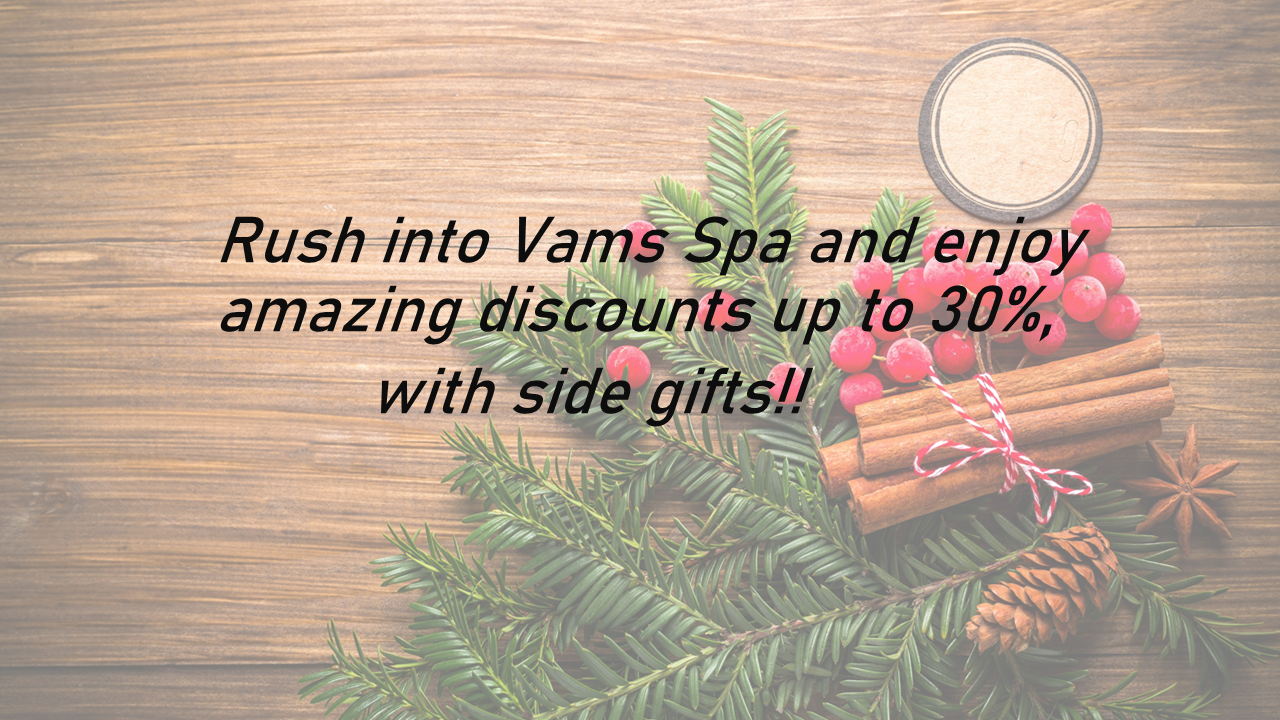 Rush into Vams Spa and enjoy
amazing discounts up to 30%,
with side gifts!!